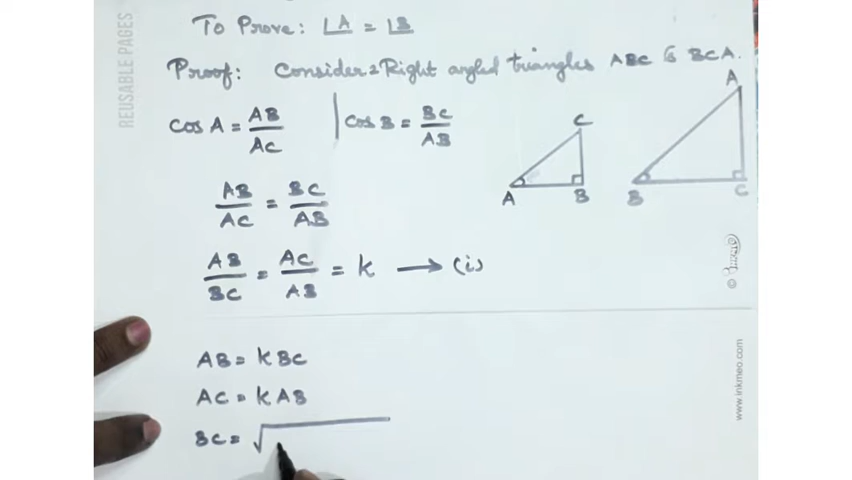 To Prove: ∠A = ∠B
Proof: Consider 2 Right angled triangles ABC & BCA.
Cos A = AB/AC | Cos B = BC/AB
AB/AC = BC/AB
AB/BC = AC/AB = k ⟶ (i)
AB = k BC
AC = k AB
BC = √
C
A B
A
B C
REUSABLE PAGES
© inkmeo
www.inkmeo.com